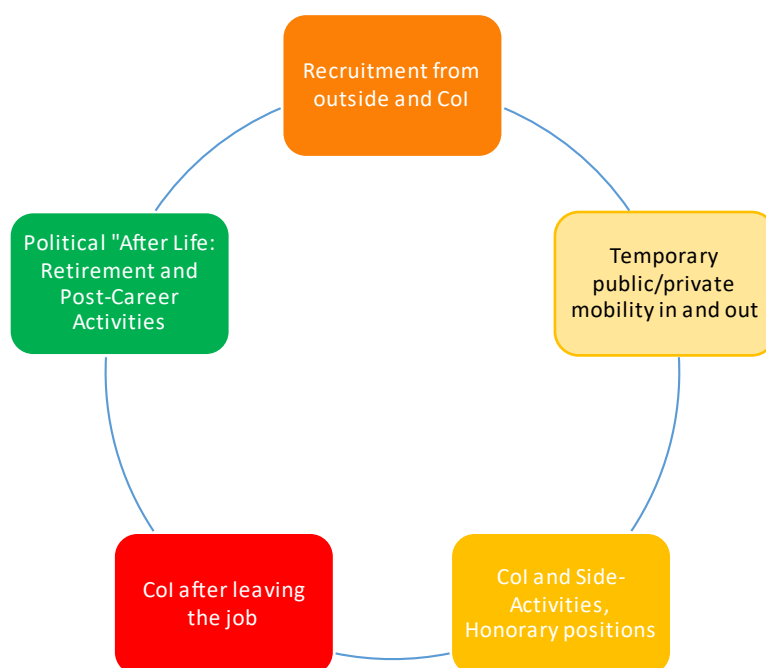 Recruitment from
outside and CoI
Temporary
public/private
mobility in and out
CoI and Side-
Activities,
Honorary positions
CoI after leaving
the job
Political "After Life:
Retirement and
Post-Career
Activities